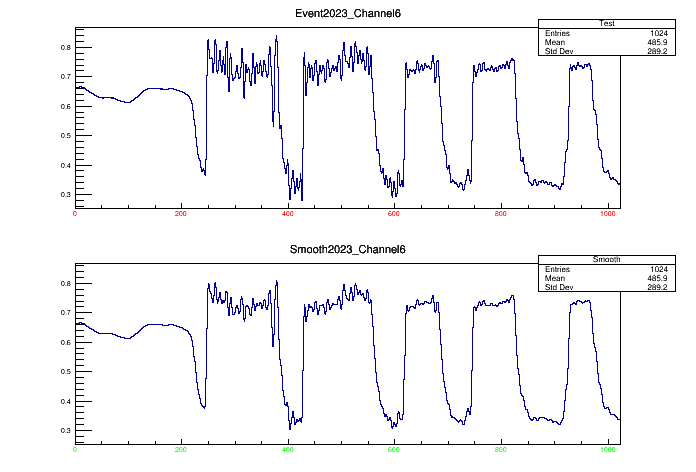 Event2023_Channel6
Test
Entries 1024
Mean 485.9
Std Dev 289.2
0.8
0.7
0.6
0.5
0.4
0.3
0 200 400 600 800 1000
Smooth2023_Channel6
Smooth
Entries 1024
Mean 485.9
Std Dev 289.2
0.8
0.7
0.6
0.5
0.4
0.3
0 200 400 600 800 1000